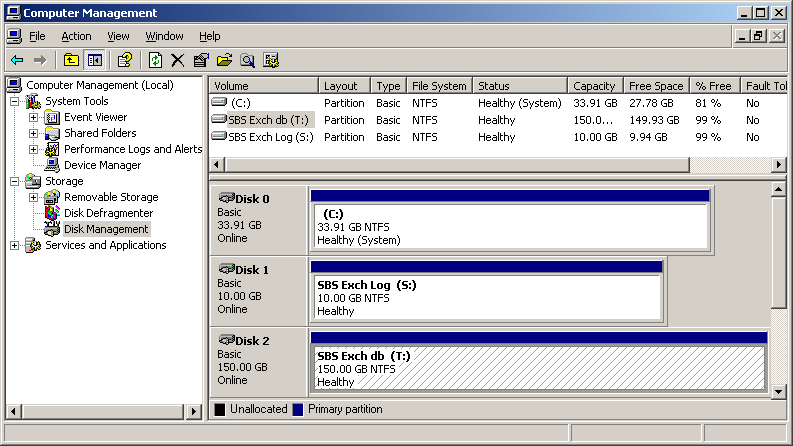 Computer Management
File Action View Window Help
Computer Management (Local)
System Tools
Event Viewer
Shared Folders
Performance Logs and Alerts
Device Manager
Storage
Removable Storage
Disk Defragmenter
Disk Management
Services and Applications
Volume Layout Type File System Status Capacity Free Space % Free Fault Tol
(C:) Partition Basic NTFS Healthy (System) 33.91 GB 27.78 GB 81 % No
SBS Exch db (T:) Partition Basic NTFS Healthy 150.0... 149.93 GB 99 % No
SBS Exch Log (S:) Partition Basic NTFS Healthy 10.00 GB 9.94 GB 99 % No
Disk 0
Basic
33.91 GB
Online
(C:)
33.91 GB NTFS
Healthy (System)
Disk 1
Basic
10.00 GB
Online
SBS Exch Log (S:)
10.00 GB NTFS
Healthy
Disk 2
Basic
150.00 GB
Online
SBS Exch db (T:)
150.00 GB NTFS
Healthy
Unallocated Primary partition